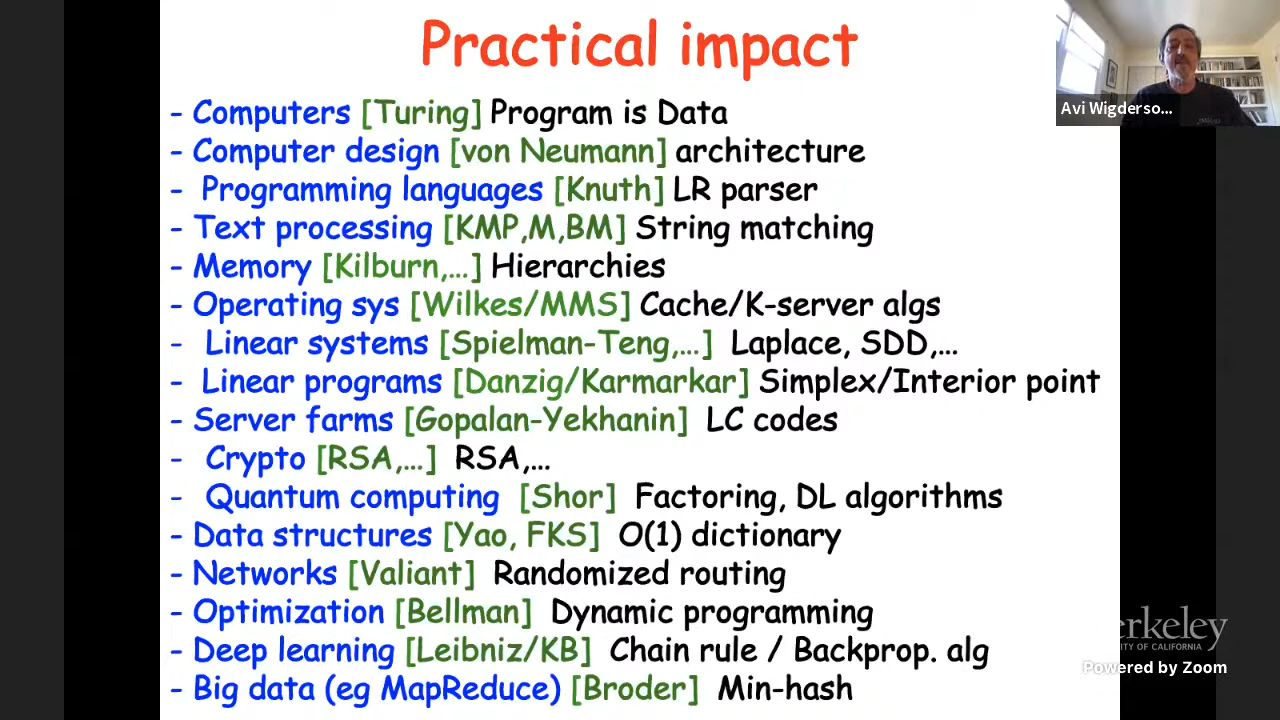 Practical impact
- Computers [Turing] Program is Data
- Computer design [von Neumann] architecture
- Programming languages [Knuth] LR parser
- Text processing [KMP,M,BM] String matching
- Memory [Kilburn,...] Hierarchies
- Operating sys [Wilkes/MMS] Cache/K-server algs
- Linear systems [Spielman-Teng,...] Laplace, SDD,...
- Linear programs [Danzig/Karmarkar] Simplex/Interior point
- Server farms [Gopalan-Yekhanin] LC codes
- Crypto [RSA,...] RSA,...
- Quantum computing [Shor] Factoring, DL algorithms
- Data structures [Yao, FKS] O(1) dictionary
- Networks [Valiant] Randomized routing
- Optimization [Bellman] Dynamic programming
- Deep learning [Leibniz/KB] Chain rule / Backprop. alg
- Big data (eg MapReduce) [Broder] Min-hash
Avi Wigderso...
erkeley
ITY OF CALIFORNIA
Powered by Zoom